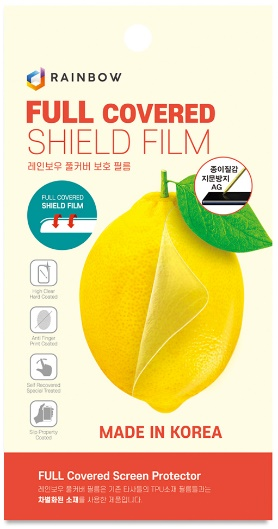 RAINBOW
FULL COVERED
SHIELD FILM
레인보우 풀커버 보호 필름
종이질감
지문방지
AG
FULL COVERED
SHIELD FILM
High Clear
Hard Coated
Anti Finger
Print Coated
Self Recovered
Special Treated
Slip Property
Coated
MADE IN KOREA
FULL Covered Screen Protector
레인보우 풀커버 필름은 기존 타사들의 TPU소재 필름들과는
차별화된 소재를 사용한 제품입니다.